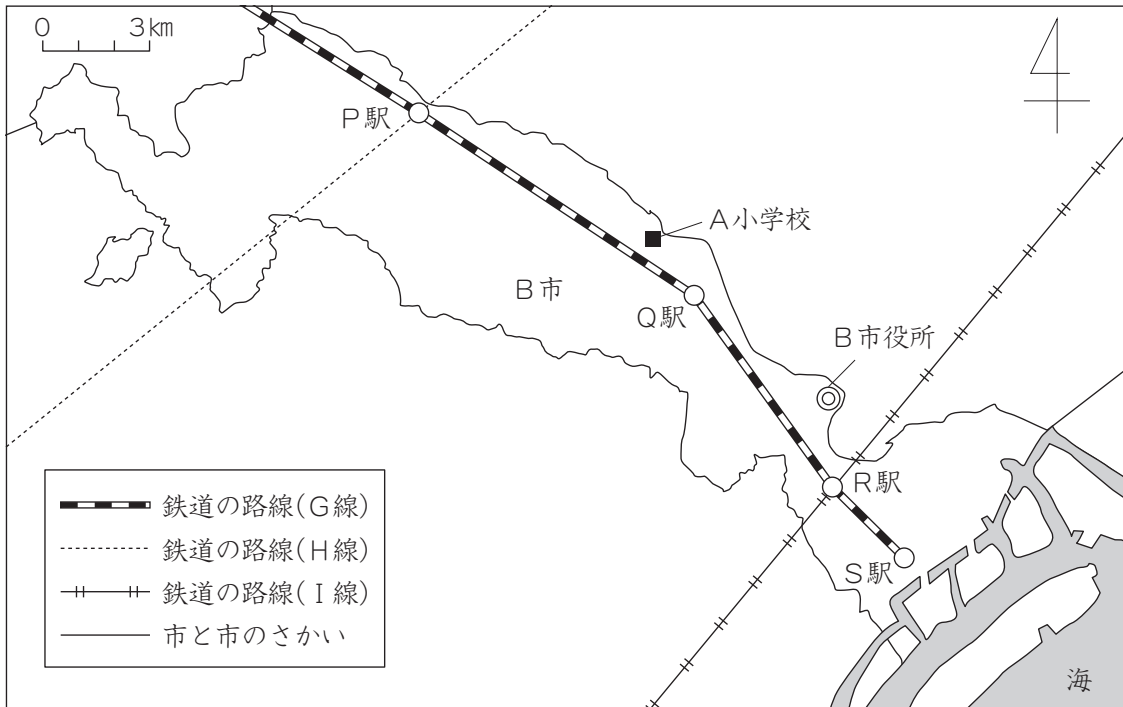 0 3km
P駅
A小学校
B市
Q駅
B市役所
R駅
S駅
鉄道の路線(G線)
鉄道の路線(H線)
鉄道の路線(I線)
市と市のさかい
海